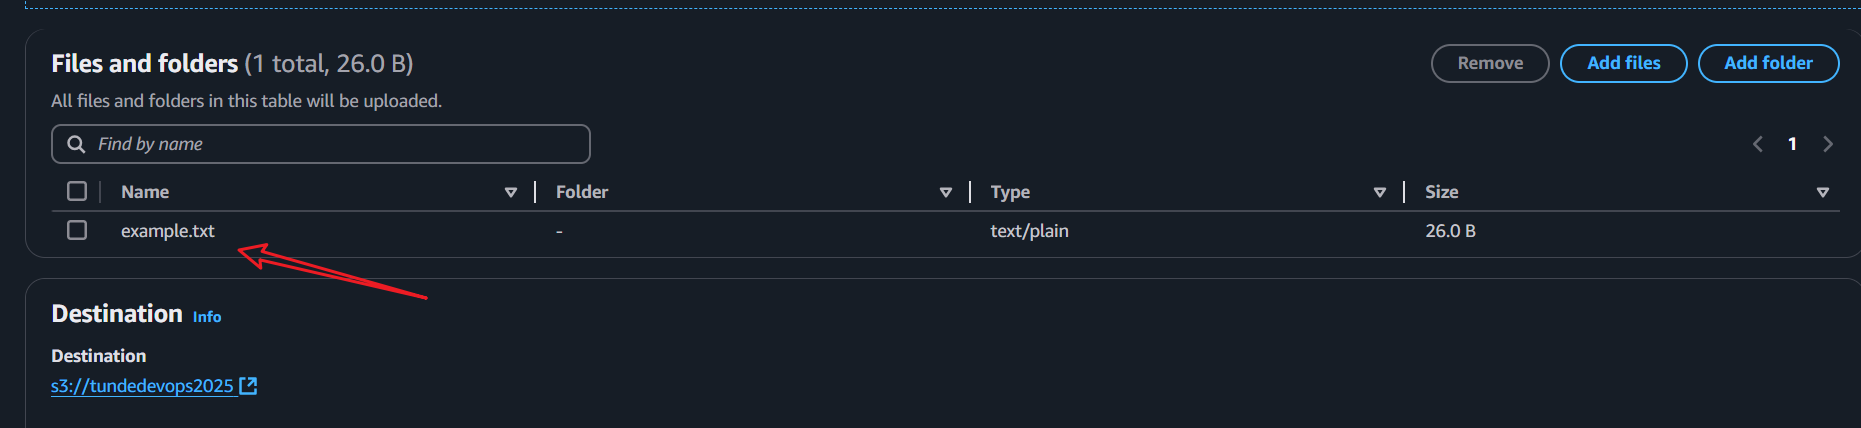 Files and folders (1 total, 26.0 B)
Remove
Add files
Add folder
All files and folders in this table will be uploaded.
Find by name
1
Name Folder Type Size
example.txt - text/plain 26.0 B
Destination Info
Destination
s3://tundedevops2025